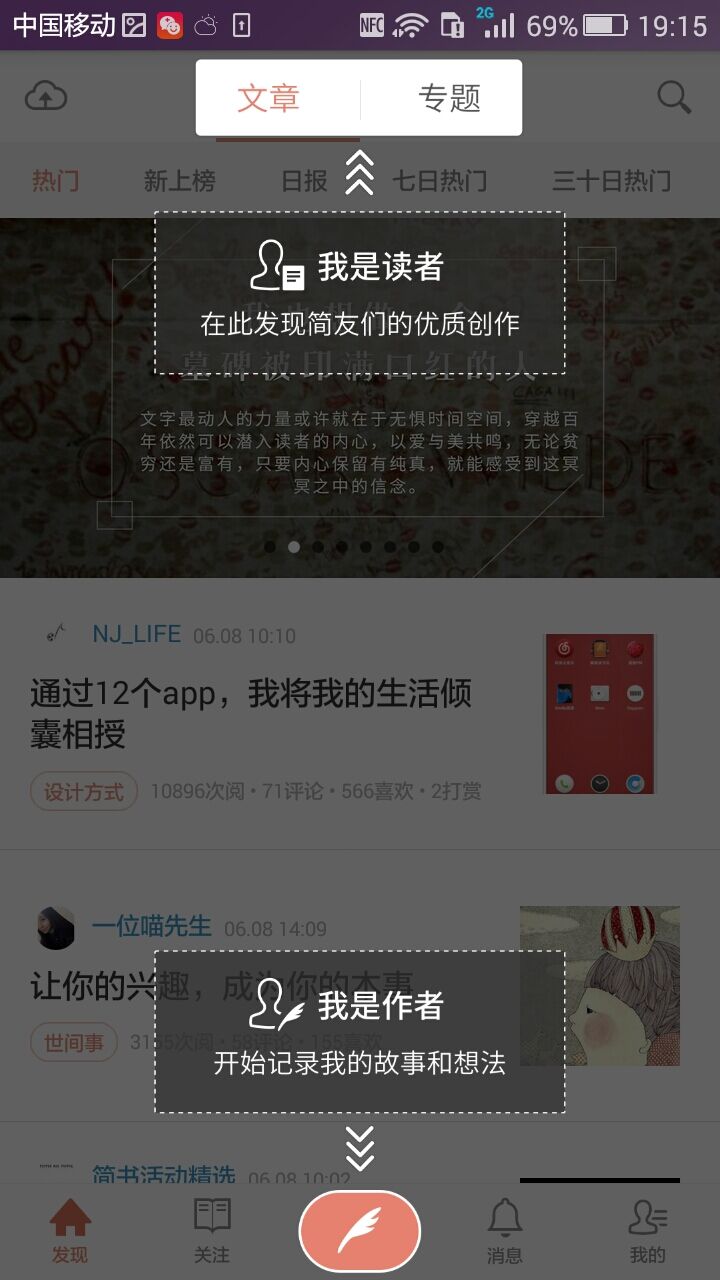 中国移动 NFC 2G 69% 19:15
文章 专题
热门 新上榜 日报 七日热门 三十日热门
我是读者
在此发现简友们的优质创作
墓碑被印满口红的人
文字最动人的力量或许就在于无惧时间空间，穿越百
年依然可以潜入读者的内心，以爱与美共鸣，无论贫
穷还是富有，只要内心保留有纯真，就能感受到这冥
冥之中的信念。
NJ_LIFE 06.08 10:10
通过12个app，我将我的生活倾
囊相授
设计方式 10896次阅 • 71评论 • 566喜欢 • 2打赏
一位喵先生 06.08 14:09
让你的兴趣，成为你的本事
我是作者
世间事 3155次阅 • 58评论 • 155喜欢
开始记录我的故事和想法
简书活动精选 06.08 10:02
发现 关注 消息 我的